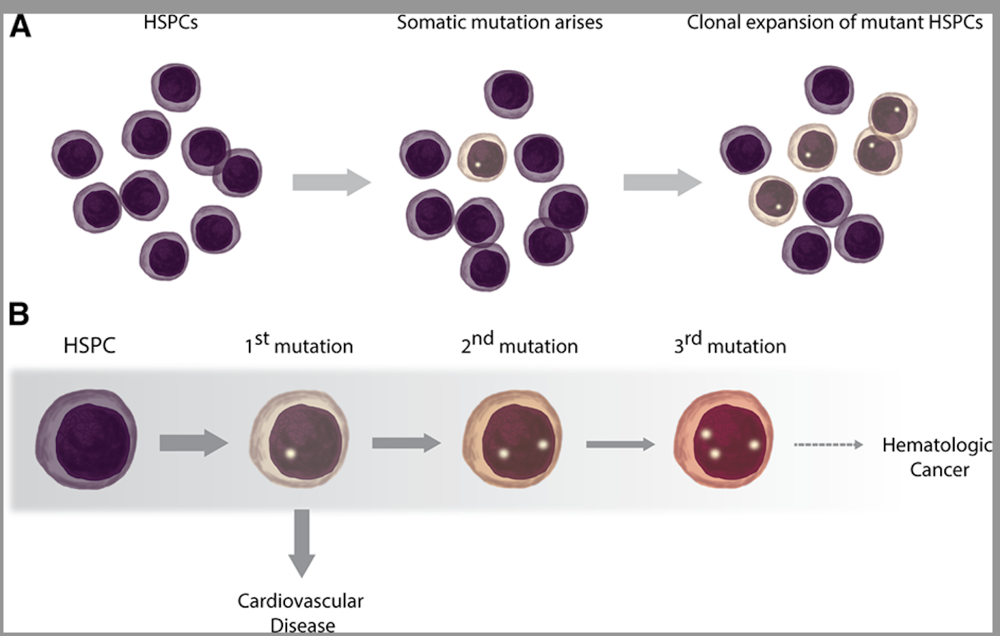 A
HSPCs
Somatic mutation arises
Clonal expansion of mutant HSPCs
B
HSPC
1st mutation
2nd mutation
3rd mutation
Hematologic
Cancer
Cardiovascular
Disease